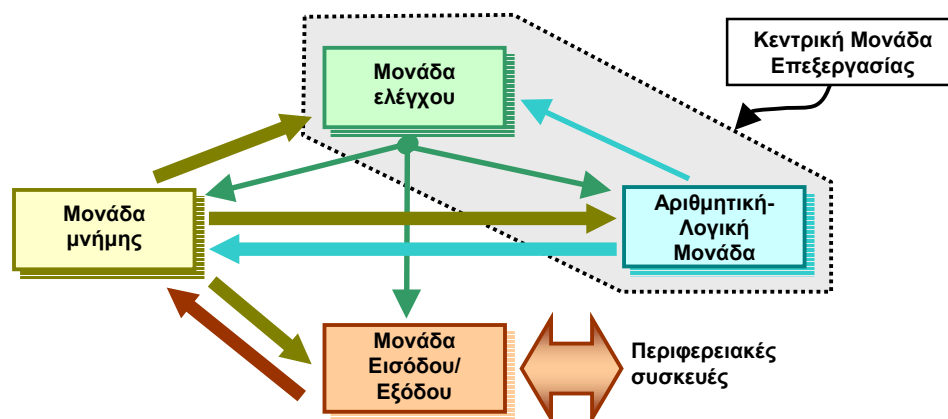 Κεντρική Μονάδα
Επεξεργασίας
Μονάδα
ελέγχου
Μονάδα
μνήμης
Αριθμητική-
Λογική
Μονάδα
Μονάδα
Εισόδου/
Εξόδου
Περιφερειακές
συσκευές